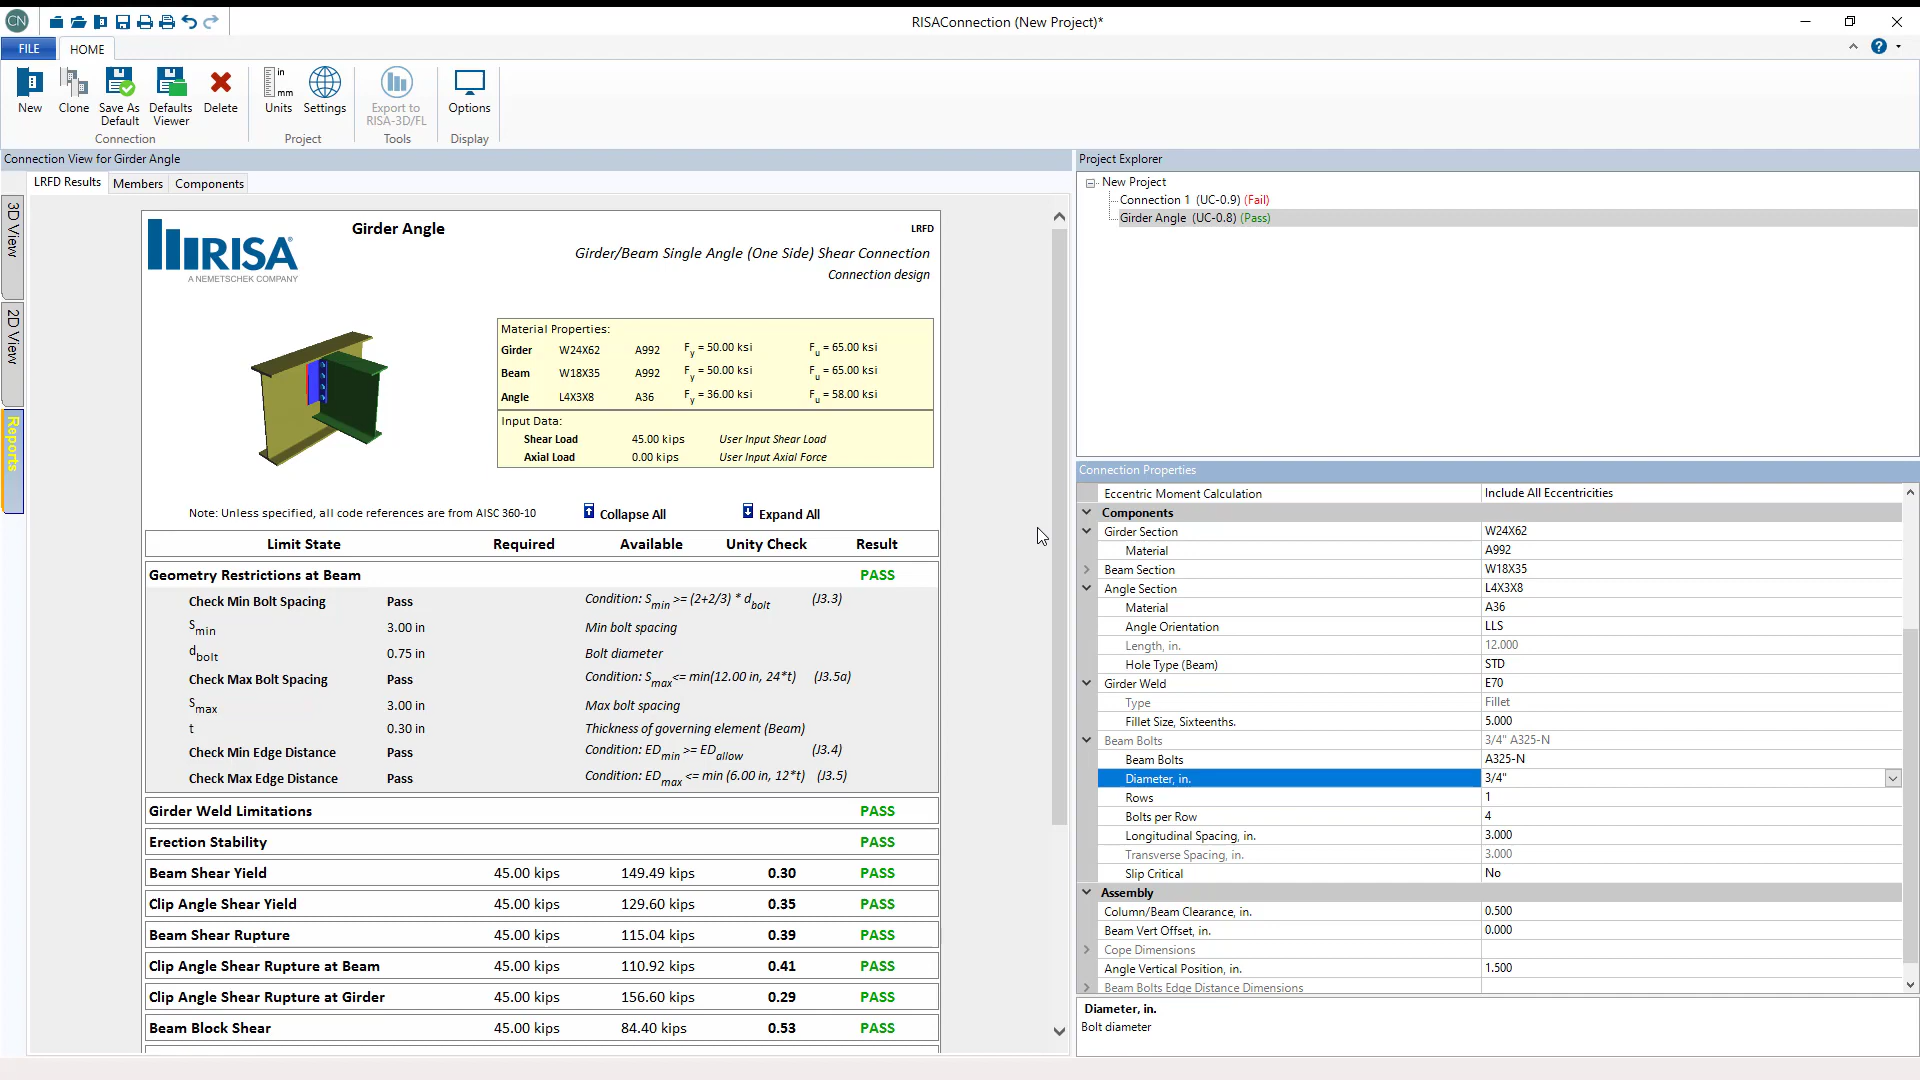 CN
RISAConnection (New Project)*
FILE
HOME
New
Clone
Save As
Default
Defaults
Viewer
Delete
in
mm
Units
Settings
Export to
RISA-3D/FL
Options
Connection
Project
Tools
Display
Connection View for Girder Angle
LRFD Results
Members
Components
3D View
2D View
Reports
RISA
A NEMETSCHEK COMPANY
Girder Angle
LRFD
Girder/Beam Single Angle (One Side) Shear Connection
Connection design
Material Properties:
Girder W24X62 A992 Fy = 50.00 ksi Fu = 65.00 ksi
Beam W18X35 A992 Fy = 50.00 ksi Fu = 65.00 ksi
Angle L4X3X8 A36 Fy = 36.00 ksi Fu = 58.00 ksi
Input Data:
Shear Load 45.00 kips User Input Shear Load
Axial Load 0.00 kips User Input Axial Force
Note: Unless specified, all code references are from AISC 360-10
Collapse All
Expand All
Limit State Required Available Unity Check Result
Geometry Restrictions at Beam PASS
Check Min Bolt Spacing Pass Condition: Smin >= (2+2/3) * dbolt (J3.3)
Smin 3.00 in Min bolt spacing
dbolt 0.75 in Bolt diameter
Check Max Bolt Spacing Pass Condition: Smax<= min(12.00 in, 24*t) (J3.5a)
Smax 3.00 in Max bolt spacing
t 0.30 in Thickness of governing element (Beam)
Check Min Edge Distance Pass Condition: EDmin >= EDallow (J3.4)
Check Max Edge Distance Pass Condition: EDmax <= min (6.00 in, 12*t) (J3.5)
Girder Weld Limitations PASS
Erection Stability PASS
Beam Shear Yield 45.00 kips 149.49 kips 0.30 PASS
Clip Angle Shear Yield 45.00 kips 129.60 kips 0.35 PASS
Beam Shear Rupture 45.00 kips 115.04 kips 0.39 PASS
Clip Angle Shear Rupture at Beam 45.00 kips 110.92 kips 0.41 PASS
Clip Angle Shear Rupture at Girder 45.00 kips 156.60 kips 0.29 PASS
Beam Block Shear 45.00 kips 84.40 kips 0.53 PASS
Project Explorer
New Project
Connection 1 (UC-0.9) (Fail)
Girder Angle (UC-0.8) (Pass)
Connection Properties
Eccentric Moment Calculation Include All Eccentricities
Components
Girder Section W24X62
Material A992
Beam Section W18X35
Angle Section L4X3X8
Material A36
Angle Orientation LLS
Length, in. 12.000
Hole Type (Beam) STD
Girder Weld E70
Type Fillet
Fillet Size, Sixteenths. 5.000
Beam Bolts 3/4" A325-N
Beam Bolts A325-N
Diameter, in. 3/4"
Rows 1
Bolts per Row 4
Longitudinal Spacing, in. 3.000
Transverse Spacing, in. 3.000
Slip Critical No
Assembly
Column/Beam Clearance, in. 0.500
Beam Vert Offset, in. 0.000
Cope Dimensions
Angle Vertical Position, in. 1.500
Beam Bolts Edge Distance Dimensions
Diameter, in.
Bolt diameter